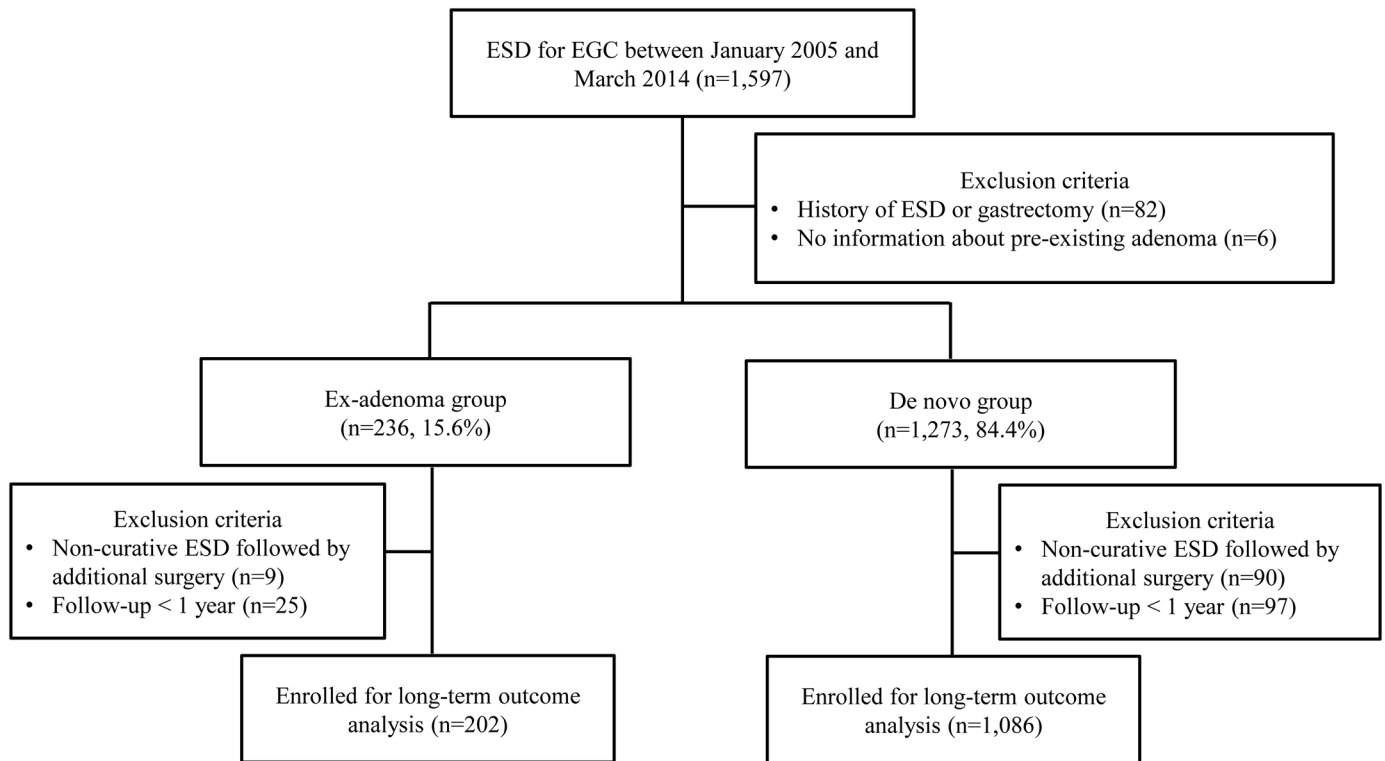 ESD for EGC between January 2005 and
March 2014 (n=1,597)
Exclusion criteria
• History of ESD or gastrectomy (n=82)
• No information about pre-existing adenoma (n=6)
Ex-adenoma group
(n=236, 15.6%)
De novo group
(n=1,273, 84.4%)
Exclusion criteria
• Non-curative ESD followed by
additional surgery (n=9)
• Follow-up < 1 year (n=25)
Exclusion criteria
• Non-curative ESD followed by
additional surgery (n=90)
• Follow-up < 1 year (n=97)
Enrolled for long-term outcome
analysis (n=202)
Enrolled for long-term outcome
analysis (n=1,086)